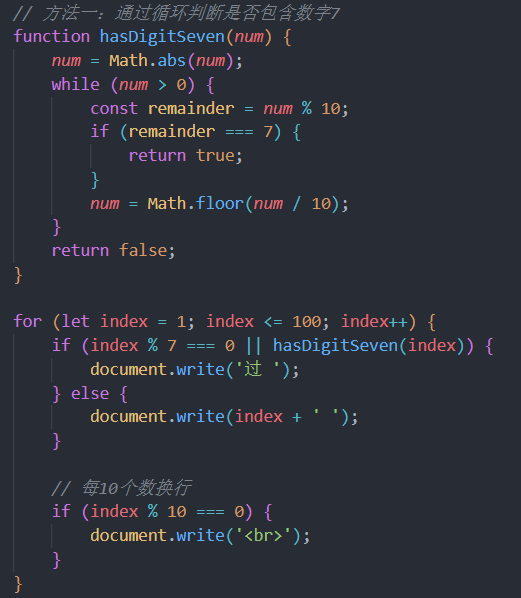 // 方法一：通过循环判断是否包含数字7
function hasDigitSeven(num) {
    num = Math.abs(num);
    while (num > 0) {
        const remainder = num % 10;
        if (remainder === 7) {
            return true;
        }
        num = Math.floor(num / 10);
    }
    return false;
}

for (let index = 1; index <= 100; index++) {
    if (index % 7 === 0 || hasDigitSeven(index)) {
        document.write('过 ');
    } else {
        document.write(index + ' ');
    }

    // 每10个数换行
    if (index % 10 === 0) {
        document.write('<br>');
    }
}